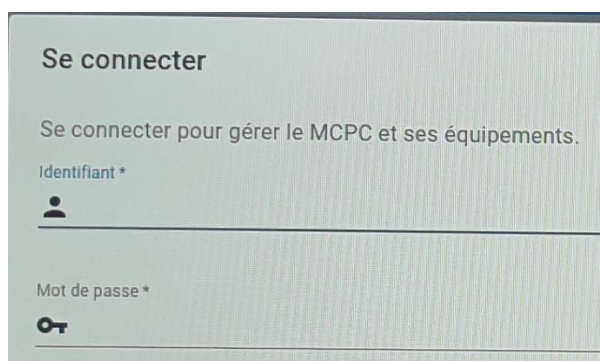 Se connecter
Se connecter pour gérer le MCPC et ses équipements.
Identifiant *
Mot de passe *